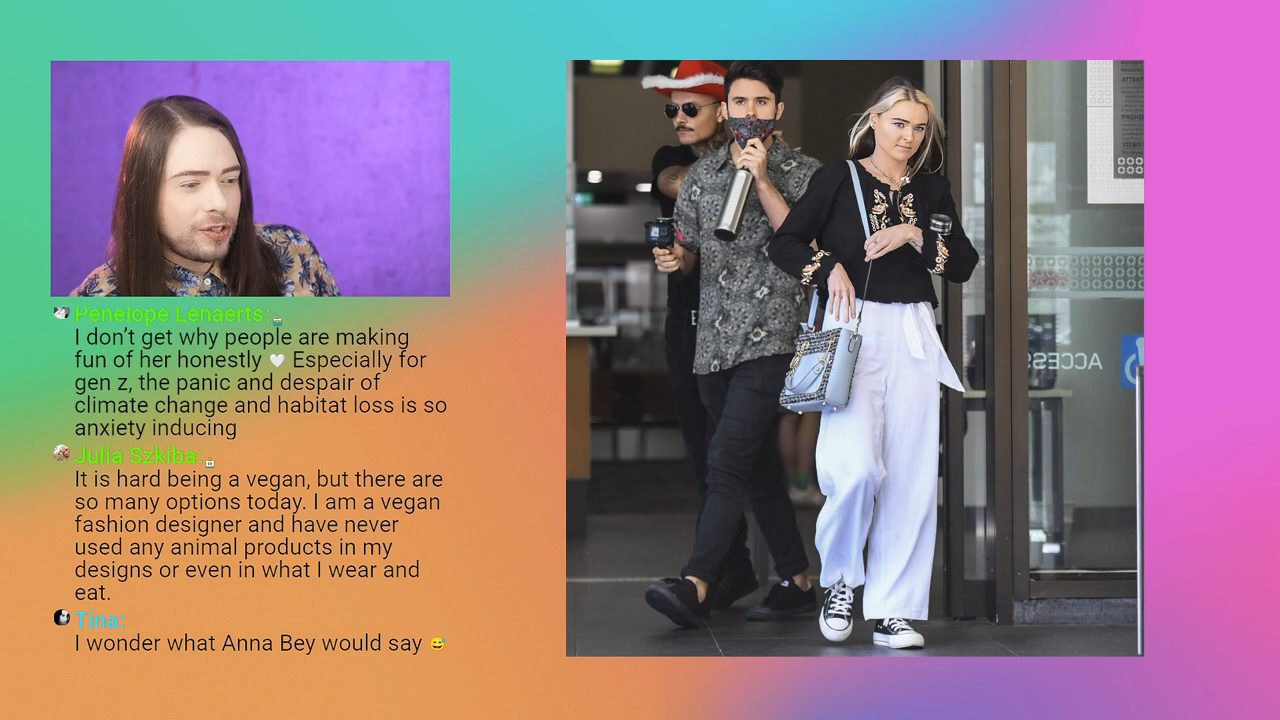 Penelope Lenaerts:
I don’t get why people are making
fun of her honestly 🤍 Especially for
gen z, the panic and despair of
climate change and habitat loss is so
anxiety inducing
Julia Szkiba:
It is hard being a vegan, but there are
so many options today. I am a vegan
fashion designer and have never
used any animal products in my
designs or even in what I wear and
eat.
Tina:
I wonder what Anna Bey would say 😅
ACCESS